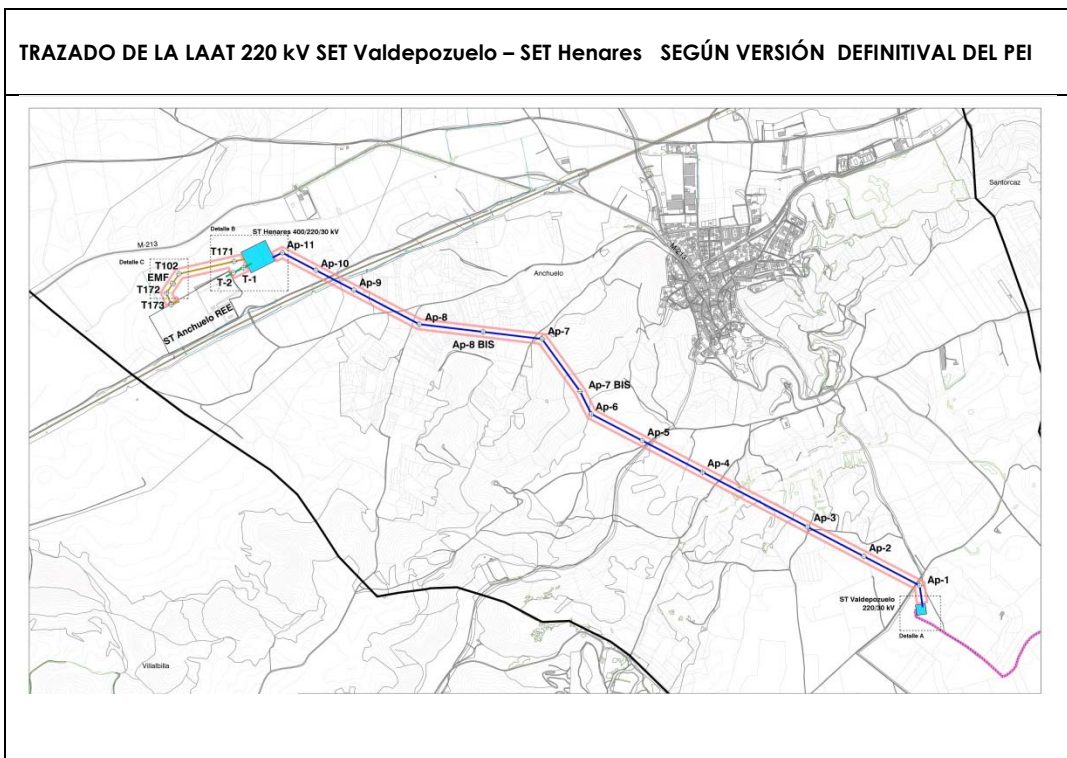 TRAZADO DE LA LAAT 220 kV SET Valdepozuelo – SET Henares SEGÚN VERSIÓN DEFINITIVAL DEL PEI
Santorcaz
Detalle B
ST Henares 400/220/30 kV
M-213
T171
Ap-11
Detalle C
T102
Ap-10
Anchuelo
M-213
EMF
T-2
T-1
Ap-9
T172
T173
ST Anchuelo REE
Ap-8
Ap-7
Ap-8 BIS
Ap-7 BIS
Ap-6
Ap-5
Ap-4
Ap-3
Ap-2
Ap-1
ST Valdepozuelo
220/30 kV
Detalle A
Villalbilla